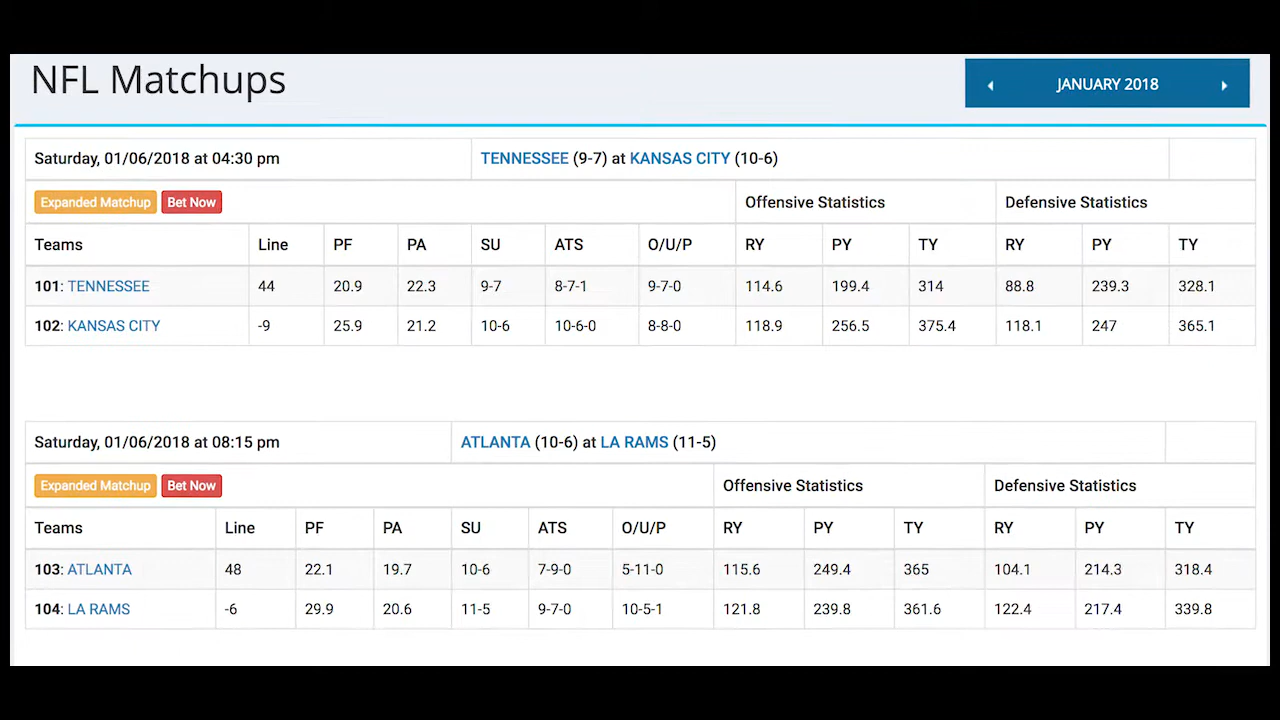 NFL Matchups
JANUARY 2018
Saturday, 01/06/2018 at 04:30 pm TENNESSEE (9-7) at KANSAS CITY (10-6)
Expanded Matchup Bet Now Offensive Statistics Defensive Statistics
Teams Line PF PA SU ATS O/U/P RY PY TY RY PY TY
101: TENNESSEE 44 20.9 22.3 9-7 8-7-1 9-7-0 114.6 199.4 314 88.8 239.3 328.1
102: KANSAS CITY -9 25.9 21.2 10-6 10-6-0 8-8-0 118.9 256.5 375.4 118.1 247 365.1
Saturday, 01/06/2018 at 08:15 pm ATLANTA (10-6) at LA RAMS (11-5)
Expanded Matchup Bet Now Offensive Statistics Defensive Statistics
Teams Line PF PA SU ATS O/U/P RY PY TY RY PY TY
103: ATLANTA 48 22.1 19.7 10-6 7-9-0 5-11-0 115.6 249.4 365 104.1 214.3 318.4
104: LA RAMS -6 29.9 20.6 11-5 9-7-0 10-5-1 121.8 239.8 361.6 122.4 217.4 339.8